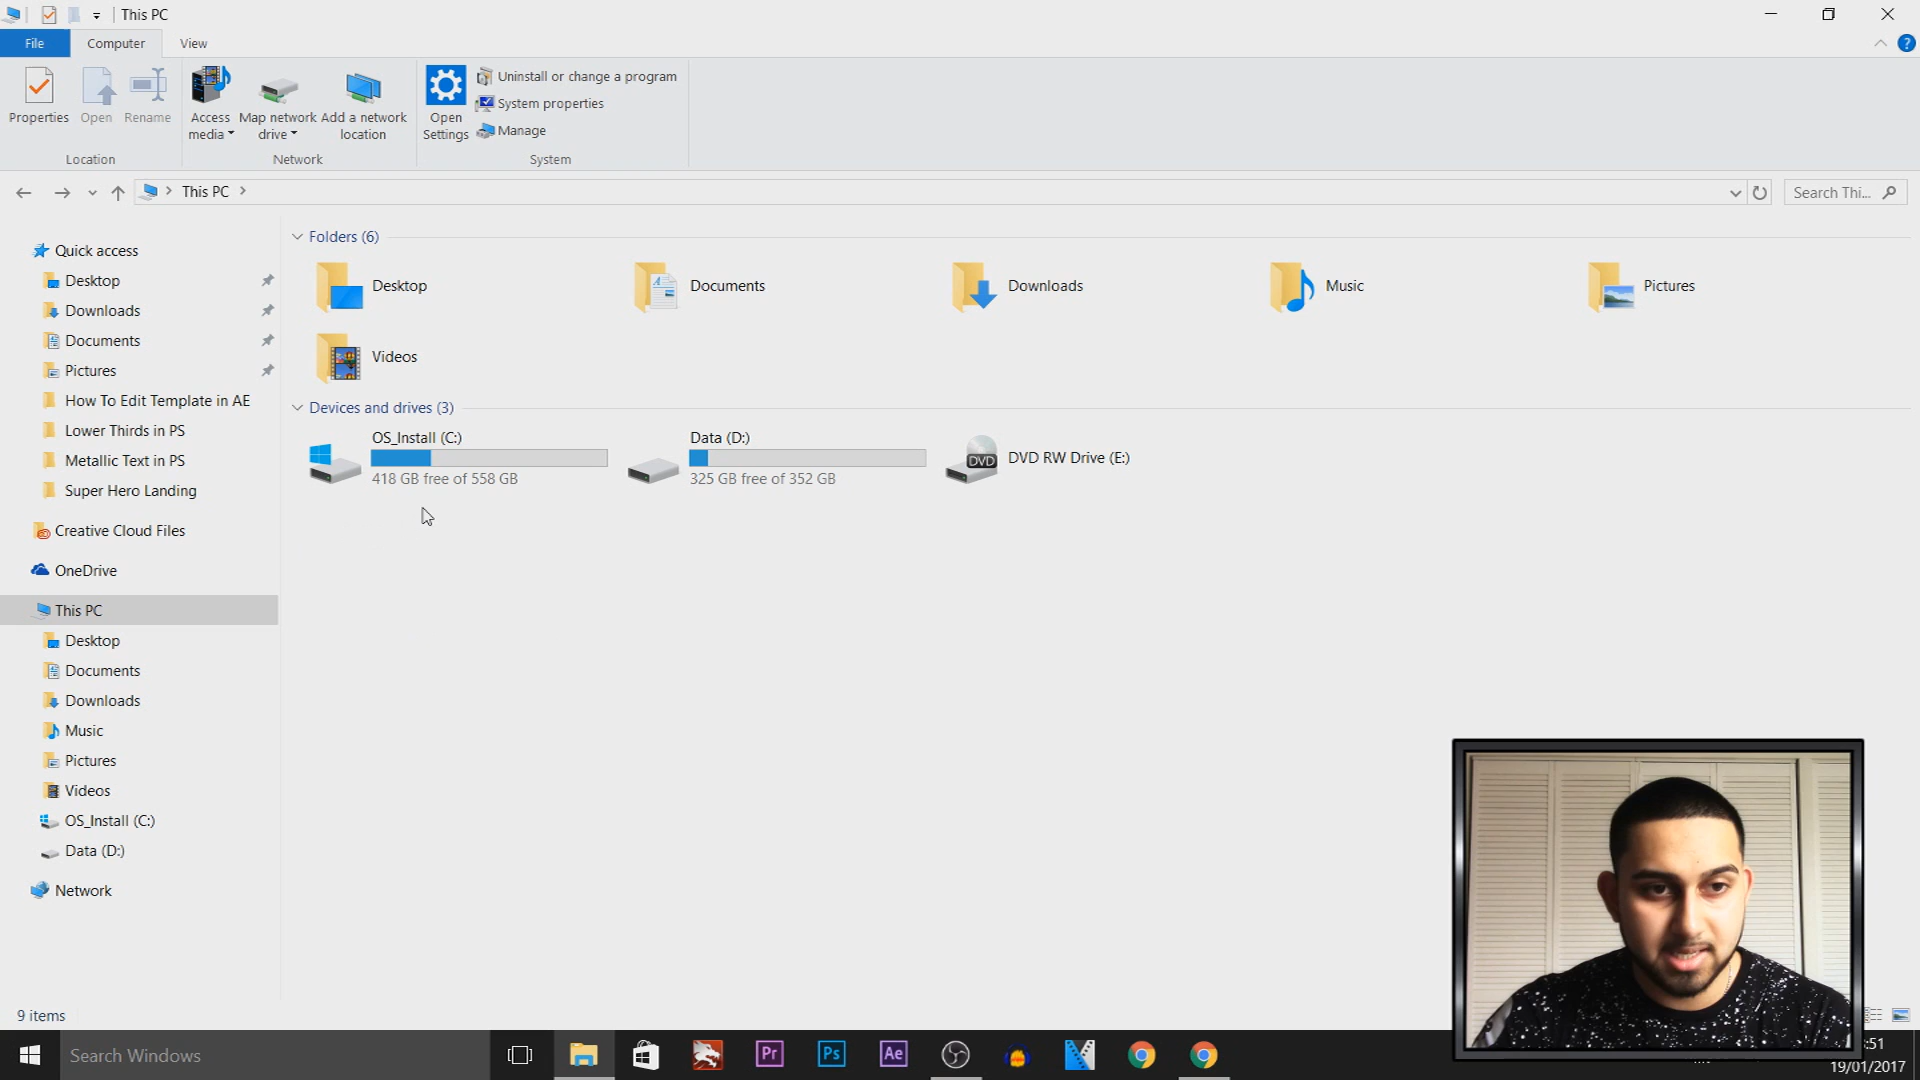 This PC
File
Computer
View
Properties
Open
Rename
Access media
Map network drive
Add a network location
Open Settings
Uninstall or change a program
System properties
Manage
Location
Network
System
This PC
Search Thi...
Quick access
Desktop
Downloads
Documents
Pictures
How To Edit Template in AE
Lower Thirds in PS
Metallic Text in PS
Super Hero Landing
Creative Cloud Files
OneDrive
This PC
Desktop
Documents
Downloads
Music
Pictures
Videos
OS_Install (C:)
Data (D:)
Network
Folders (6)
Desktop
Documents
Downloads
Music
Pictures
Videos
Devices and drives (3)
OS_Install (C:)
418 GB free of 558 GB
Data (D:)
325 GB free of 352 GB
DVD
DVD RW Drive (E:)
9 items
Search Windows
Pr
Ps
Ae
:51
19/01/2017